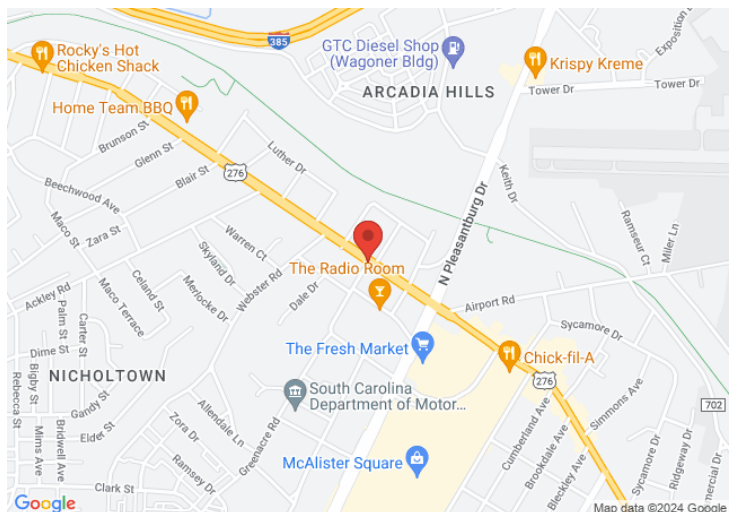 385
Rocky's Hot
Chicken Shack
GTC Diesel Shop
(Wagoner Bldg)
Krispy Kreme
Exposition D
ARCADIA HILLS
Tower Dr
Tower Dr
Home Team BBQ
Brunson St
Glenn St
Luther Dr
276
Blair St
Beechwood Ave
Keith Dr
N Pleasantburg Dr
Maco St
Zara St
Ramseur Ct
Miler Ln
Warren Ct
Skyland Dr
The Radio Room
Webster Rd
Merlocke Dr
Celand St
Maco Terrace
Dale Dr
Ackley Rd
Airport Rd
Palm St
Carter St
Sycamore Dr
The Fresh Market
Chick-fil-A
Dime St
276
NICHOLTOWN
Bigby St
Rebecca St
South Carolina
Department of Motor...
Simmons Ave
702
Gandy St
Allendale Ln
Greenacre Rd
Cumberland Ave
Brookdale Ave
Bleckley Ave
Mims Ave
Bridwell Ave
Elder St
Zora Dr
Sycamore Dr
Ridgeway Dr
mercial Dr
Ramsey Dr
McAlister Square
Clark St
Google
Map data ©2024 Google